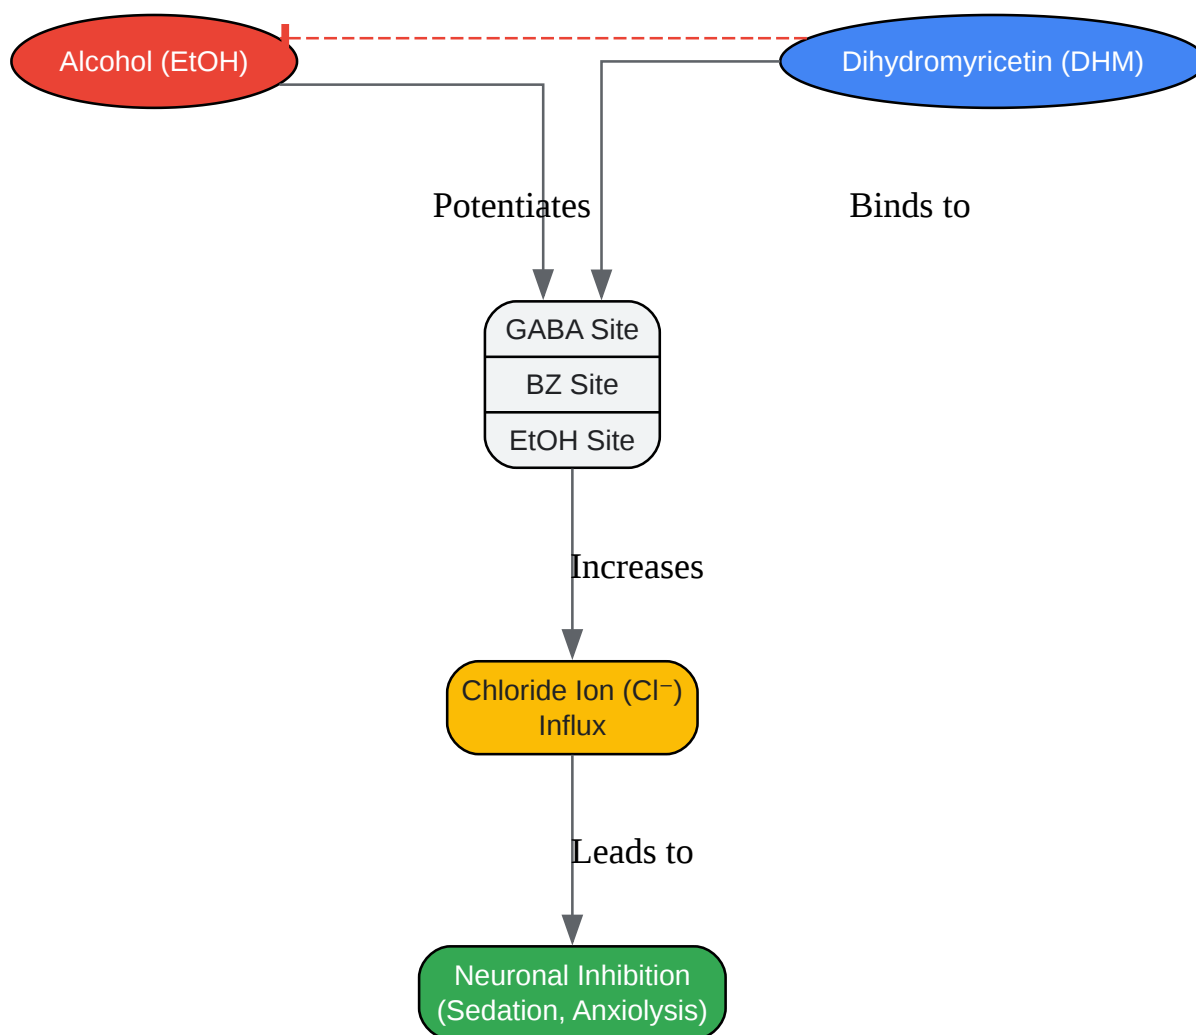 Alcohol (EtOH)
Dihydromyricetin (DHM)
Potentiates
Binds to
GABA Site
BZ Site
EtOH Site
Increases
Chloride Ion (Cl⁻)
Influx
Leads to
Neuronal Inhibition
(Sedation, Anxiolysis)